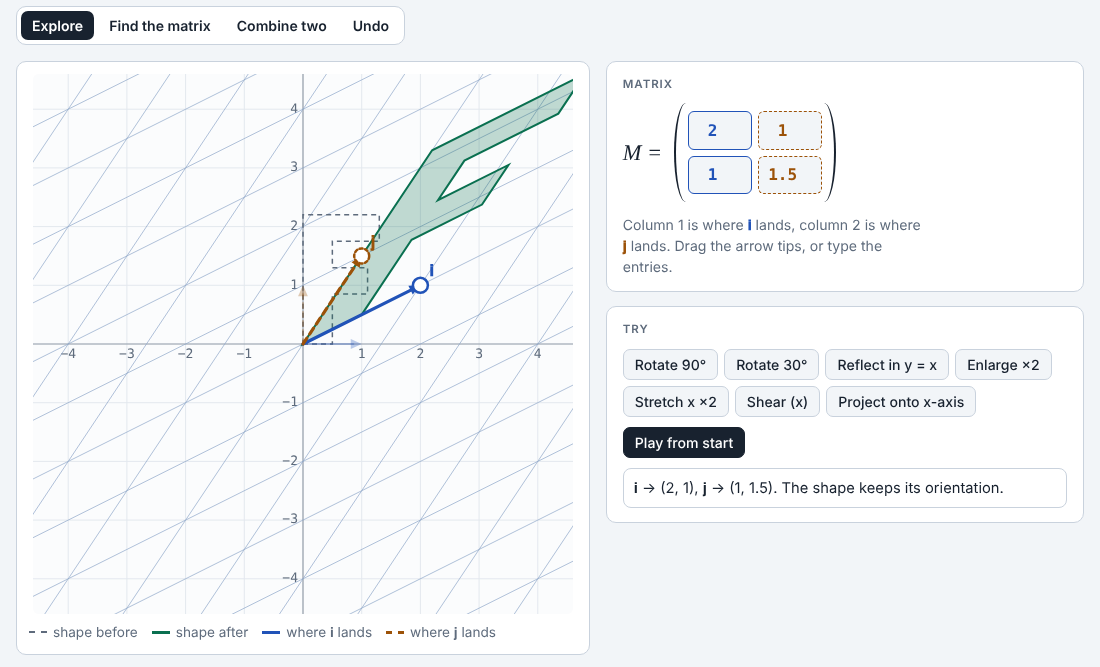 Explore Find the matrix Combine two Undo
4
3
2
1
−4 −3 −2 −1 1 2 3 4
−1
−2
−3
−4
j
i
shape before shape after where i lands where j lands
MATRIX
M =
2 1
1 1.5
Column 1 is where i lands, column 2 is where
j lands. Drag the arrow tips, or type the
entries.
TRY
Rotate 90° Rotate 30° Reflect in y = x Enlarge ×2
Stretch x ×2 Shear (x) Project onto x-axis
Play from start
i → (2, 1), j → (1, 1.5). The shape keeps its orientation.